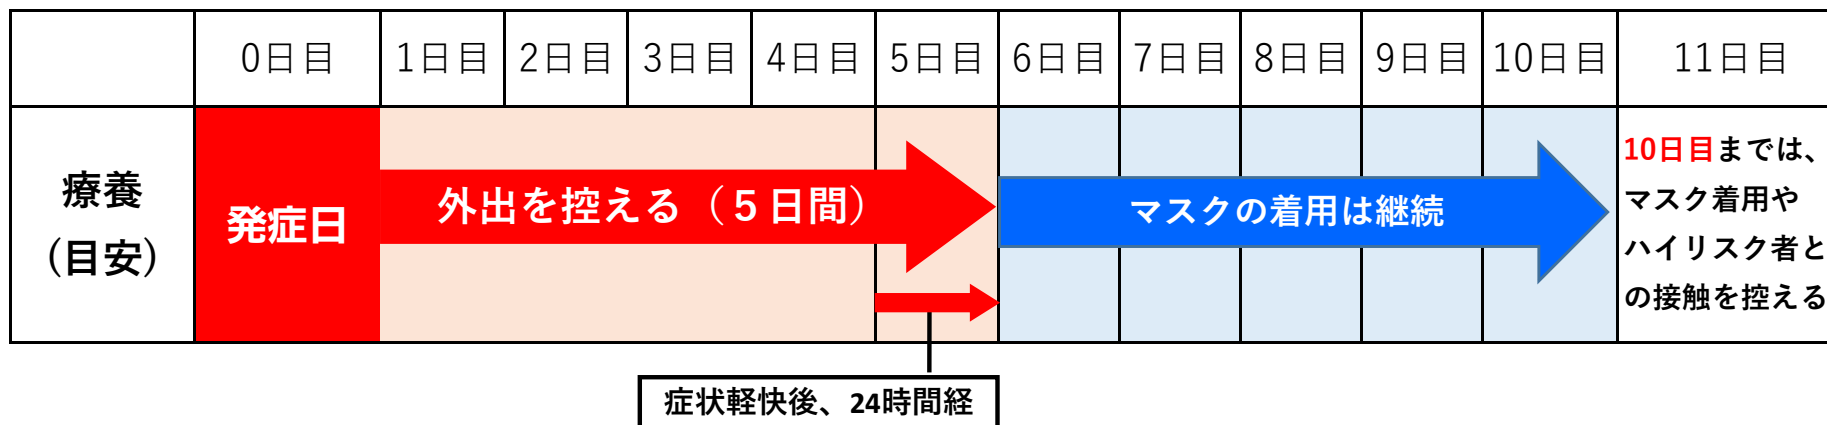 0日目 1日目 2日目 3日目 4日目 5日目 6日目 7日目 8日目 9日目 10日目 11日目
療養
(目安)
発症日
外出を控える（５日間）
マスクの着用は継続
10日目までは、
マスク着用や
ハイリスク者と
の接触を控える
症状軽快後、24時間経